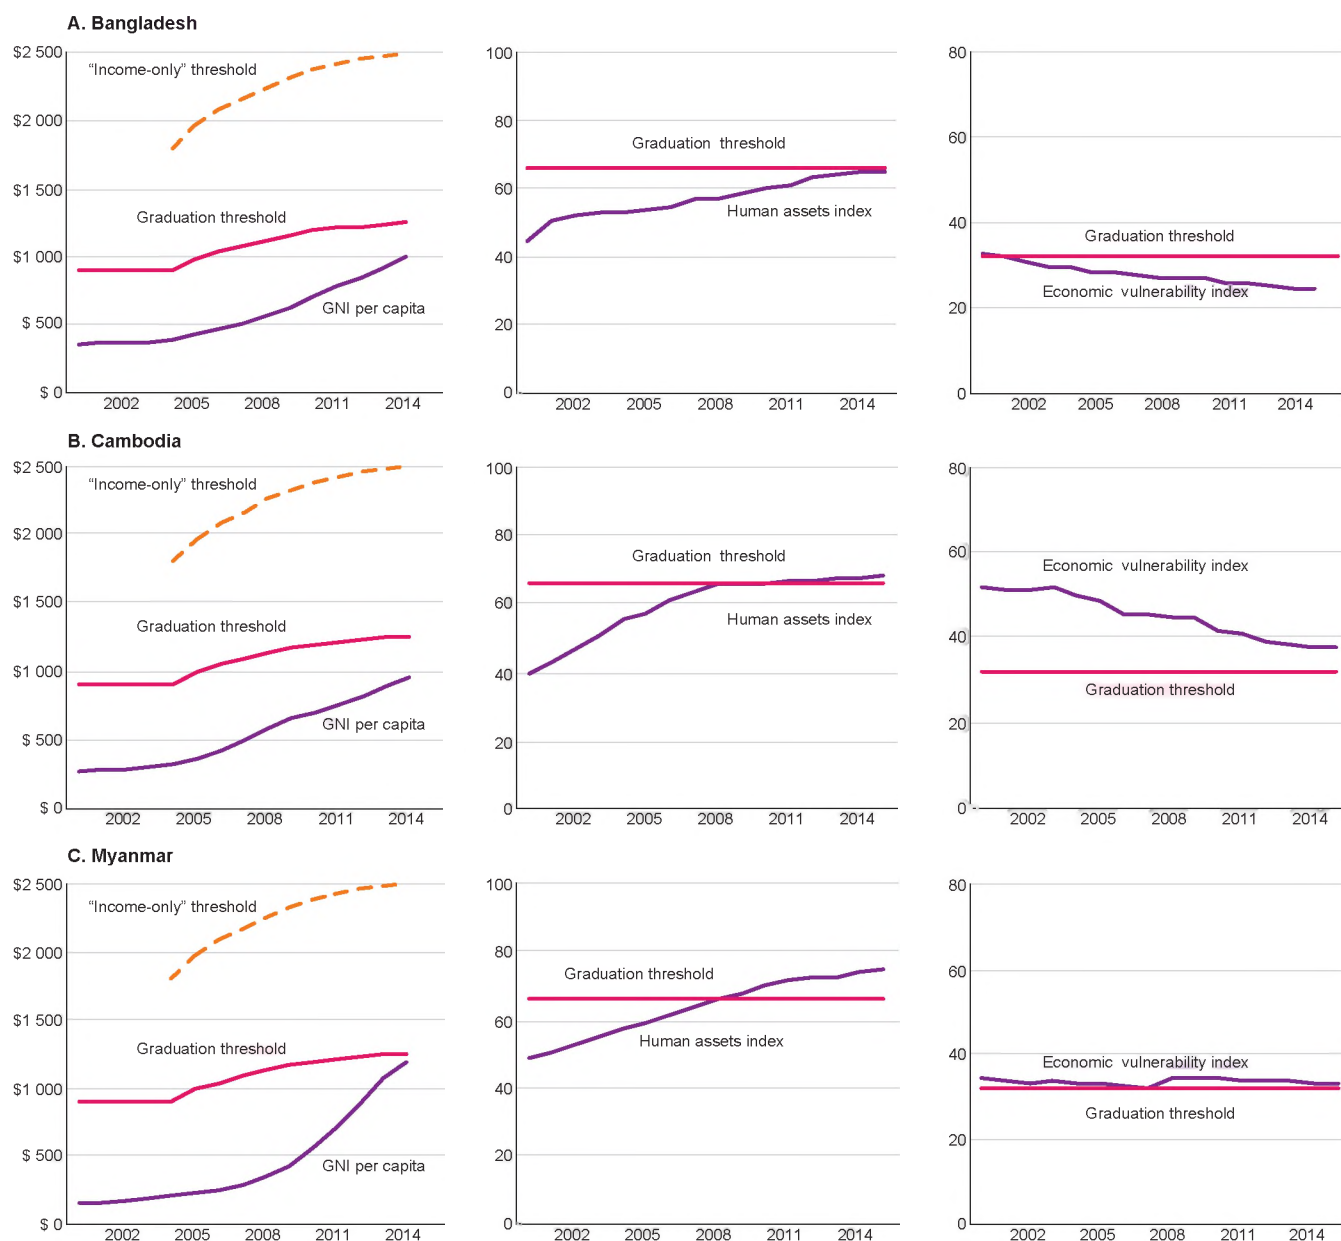 A. Bangladesh
$2 500
$2 000
$1 500
$1 000
$ 500
$ 0
"Income-only" threshold
Graduation threshold
GNI per capita
2002 2005 2008 2011 2014
100
80
60
40
20
0
Graduation threshold
Human assets index
2002 2005 2008 2011 2014
80
60
40
20
0
Graduation threshold
Economic vulnerability index
2002 2005 2008 2011 2014
B. Cambodia
$2 500
$2 000
$1 500
$1 000
$ 500
$ 0
"Income-only" threshold
Graduation threshold
GNI per capita
2002 2005 2008 2011 2014
100
80
60
40
20
0
Graduation threshold
Human assets index
2002 2005 2008 2011 2014
80
60
40
20
0
Economic vulnerability index
Graduation threshold
2002 2005 2008 2011 2014
C. Myanmar
$2 500
$2 000
$1 500
$1 000
$ 500
$ 0
"Income-only" threshold
Graduation threshold
GNI per capita
2002 2005 2008 2011 2014
100
80
60
40
20
0
Graduation threshold
Human assets index
2002 2005 2008 2011 2014
80
60
40
20
0
Economic vulnerability index
Graduation threshold
2002 2005 2008 2011 2014